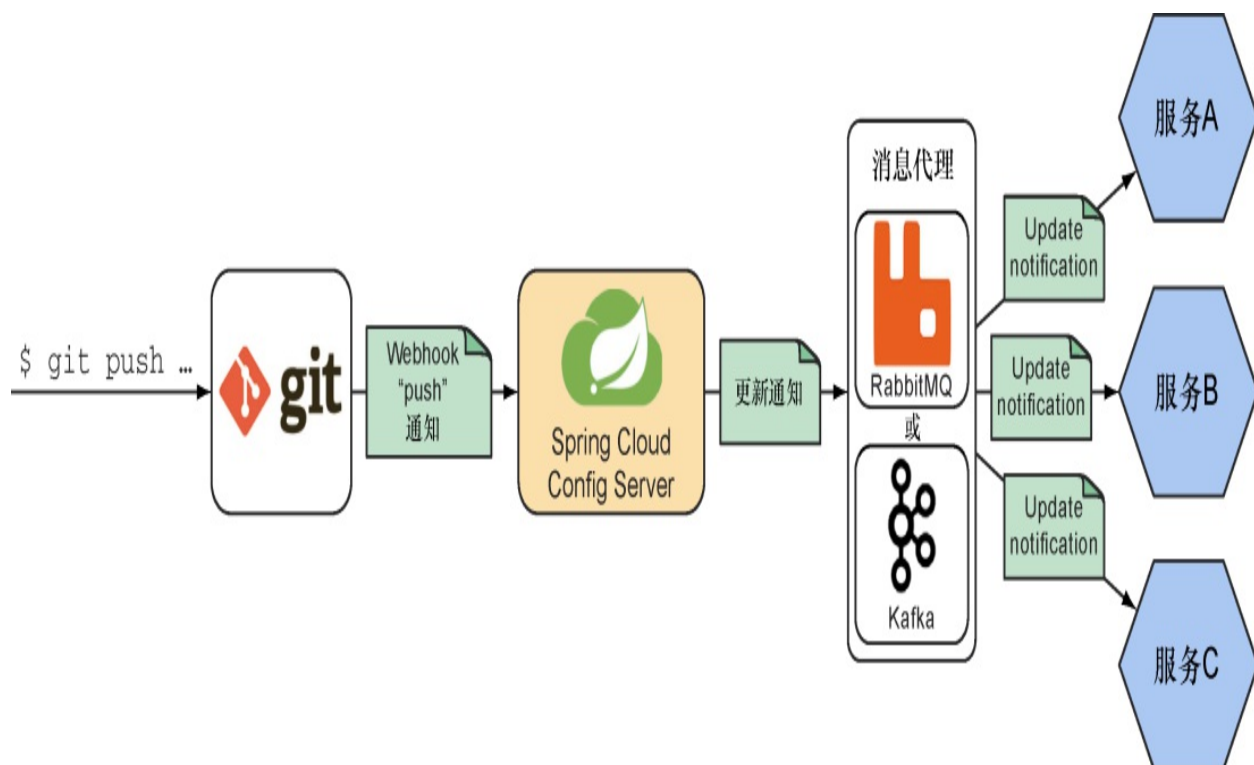 $ git push ...
git
Webhook
“push”
通知
Spring Cloud
Config Server
更新通知
消息代理
RabbitMQ
或
Kafka
Update
notification
Update
notification
Update
notification
服务A
服务B
服务C